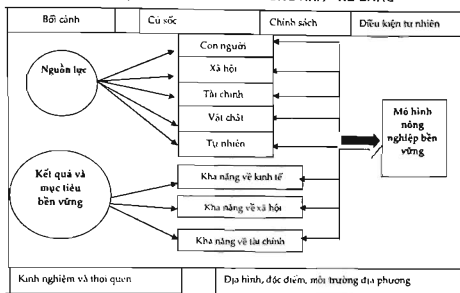 Bối cảnh
Cú sốc
Chính sách
Điều kiện tự nhiên
Nguồn lực
Con người
Xã hội
Tài chính
Vật chất
Tự nhiên
Mô hình
nông
nghiệp bền
vững
Kết quả và
mục tiêu
bền vững
Khả năng về kinh tế
Khả năng về xã hội
Khả năng về tài chính
Kinh nghiệm và thói quen
Địa hình, đặc điểm, môi trường địa phương